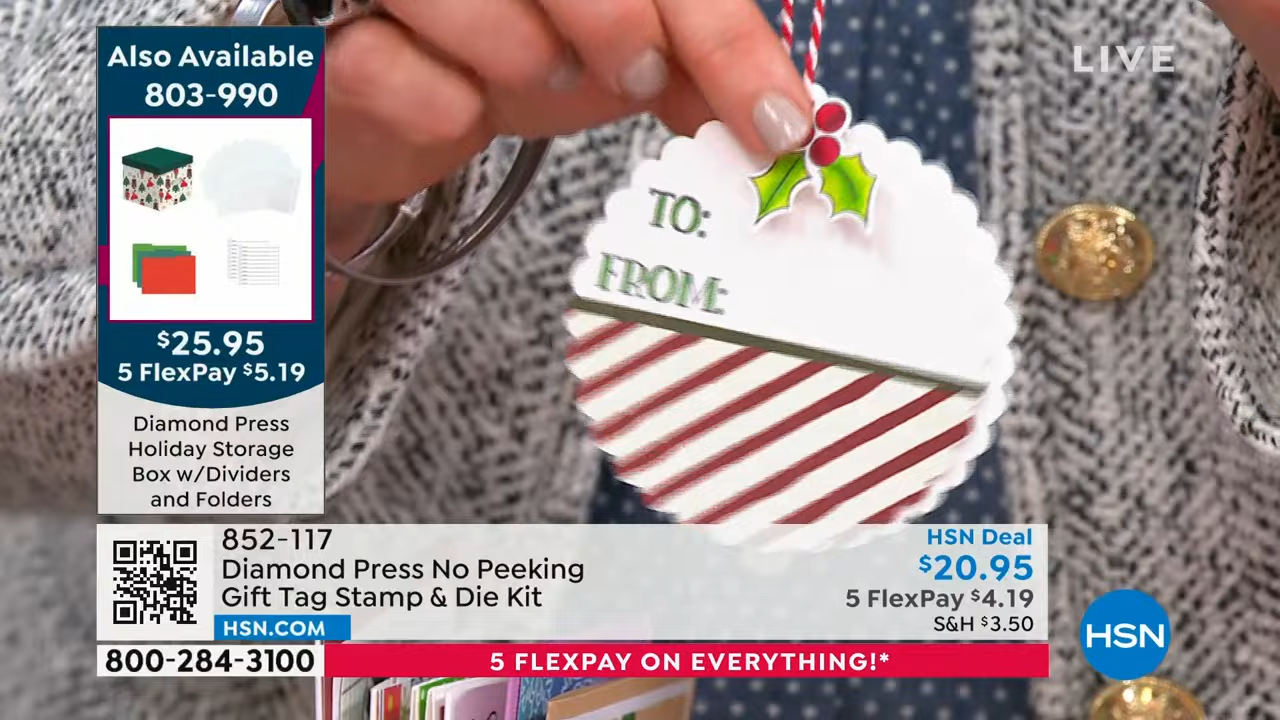 Also Available
803-990
$25.95
5 FlexPay $5.19
Diamond Press
Holiday Storage
Box w/Dividers
and Folders
LIVE
TO:
FROM:
852-117
Diamond Press No Peeking
Gift Tag Stamp & Die Kit
HSN.COM
HSN Deal
$20.95
5 FlexPay $4.19
S&H $3.50
HSN
800-284-3100
5 FLEXPAY ON EVERYTHING!*